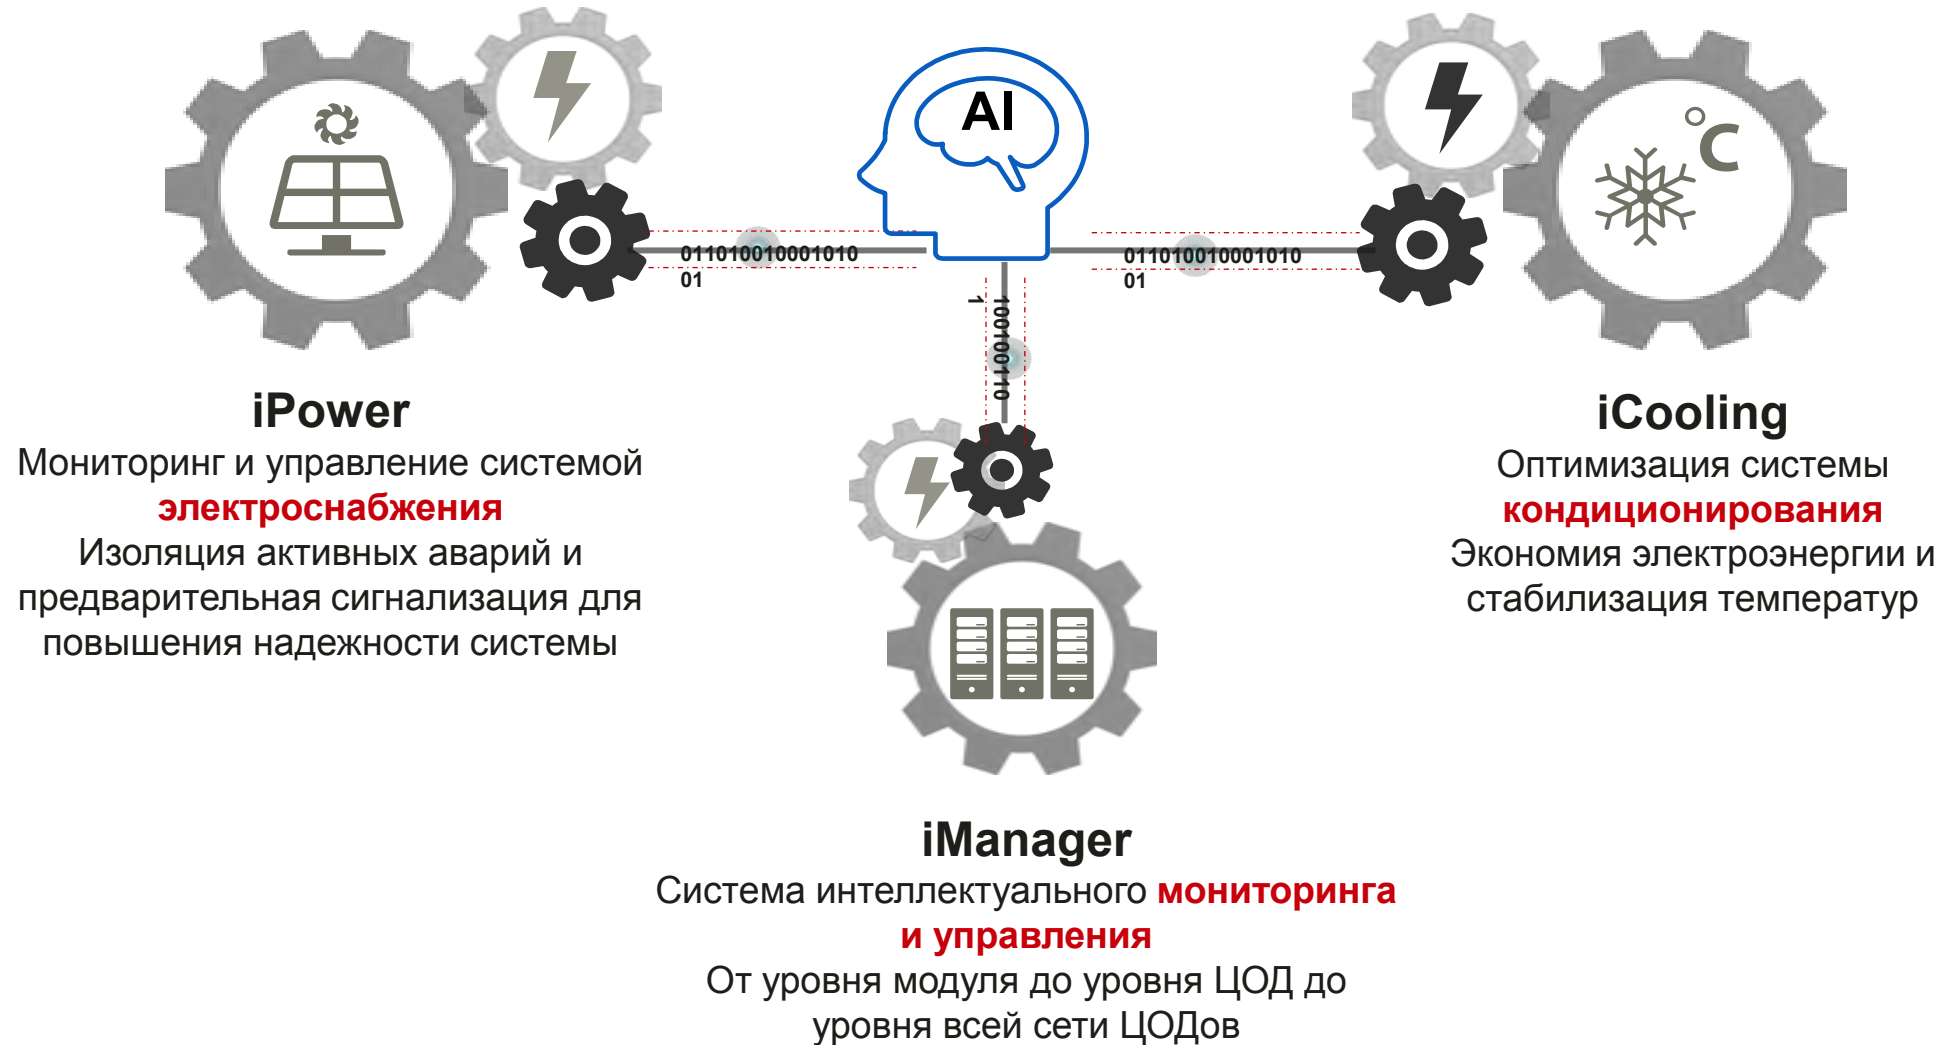 AI
°C
011010010001010
01
011010010001010
01
100100110
1
iPower
Мониторинг и управление системой
электроснабжения
Изоляция активных аварий и
предварительная сигнализация для
повышения надежности системы
iCooling
Оптимизация системы
кондиционирования
Экономия электроэнергии и
стабилизация температур
iManager
Система интеллектуального мониторинга
и управления
От уровня модуля до уровня ЦОД до
уровня всей сети ЦОДов